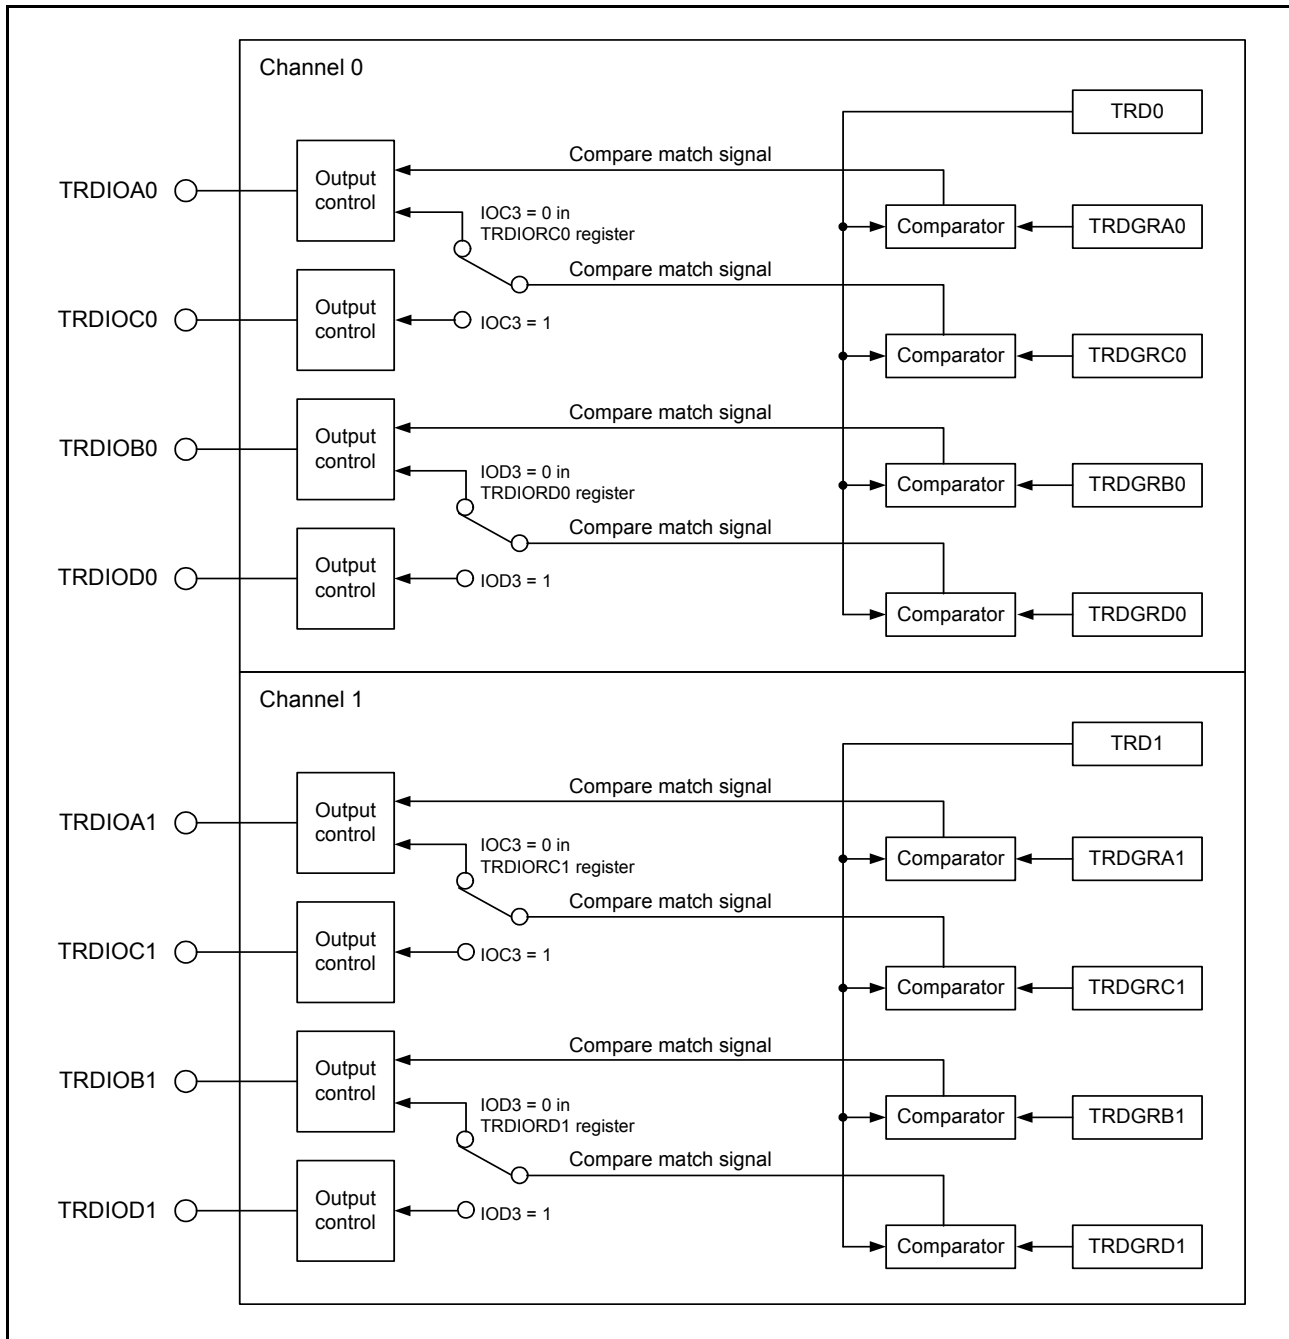 Channel 0
TRD0
Compare match signal
TRDIOA0
Output
control
IOC3 = 0 in
TRDIORC0 register
Comparator
TRDGRA0
Compare match signal
TRDIOC0
Output
control
IOC3 = 1
Comparator
TRDGRC0
Compare match signal
TRDIOB0
Output
control
IOD3 = 0 in
TRDIORD0 register
Comparator
TRDGRB0
Compare match signal
TRDIOD0
Output
control
IOD3 = 1
Comparator
TRDGRD0
Channel 1
TRD1
Compare match signal
TRDIOA1
Output
control
IOC3 = 0 in
TRDIORC1 register
Comparator
TRDGRA1
Compare match signal
TRDIOC1
Output
control
IOC3 = 1
Comparator
TRDGRC1
Compare match signal
TRDIOB1
Output
control
IOD3 = 0 in
TRDIORD1 register
Comparator
TRDGRB1
Compare match signal
TRDIOD1
Output
control
IOD3 = 1
Comparator
TRDGRD1